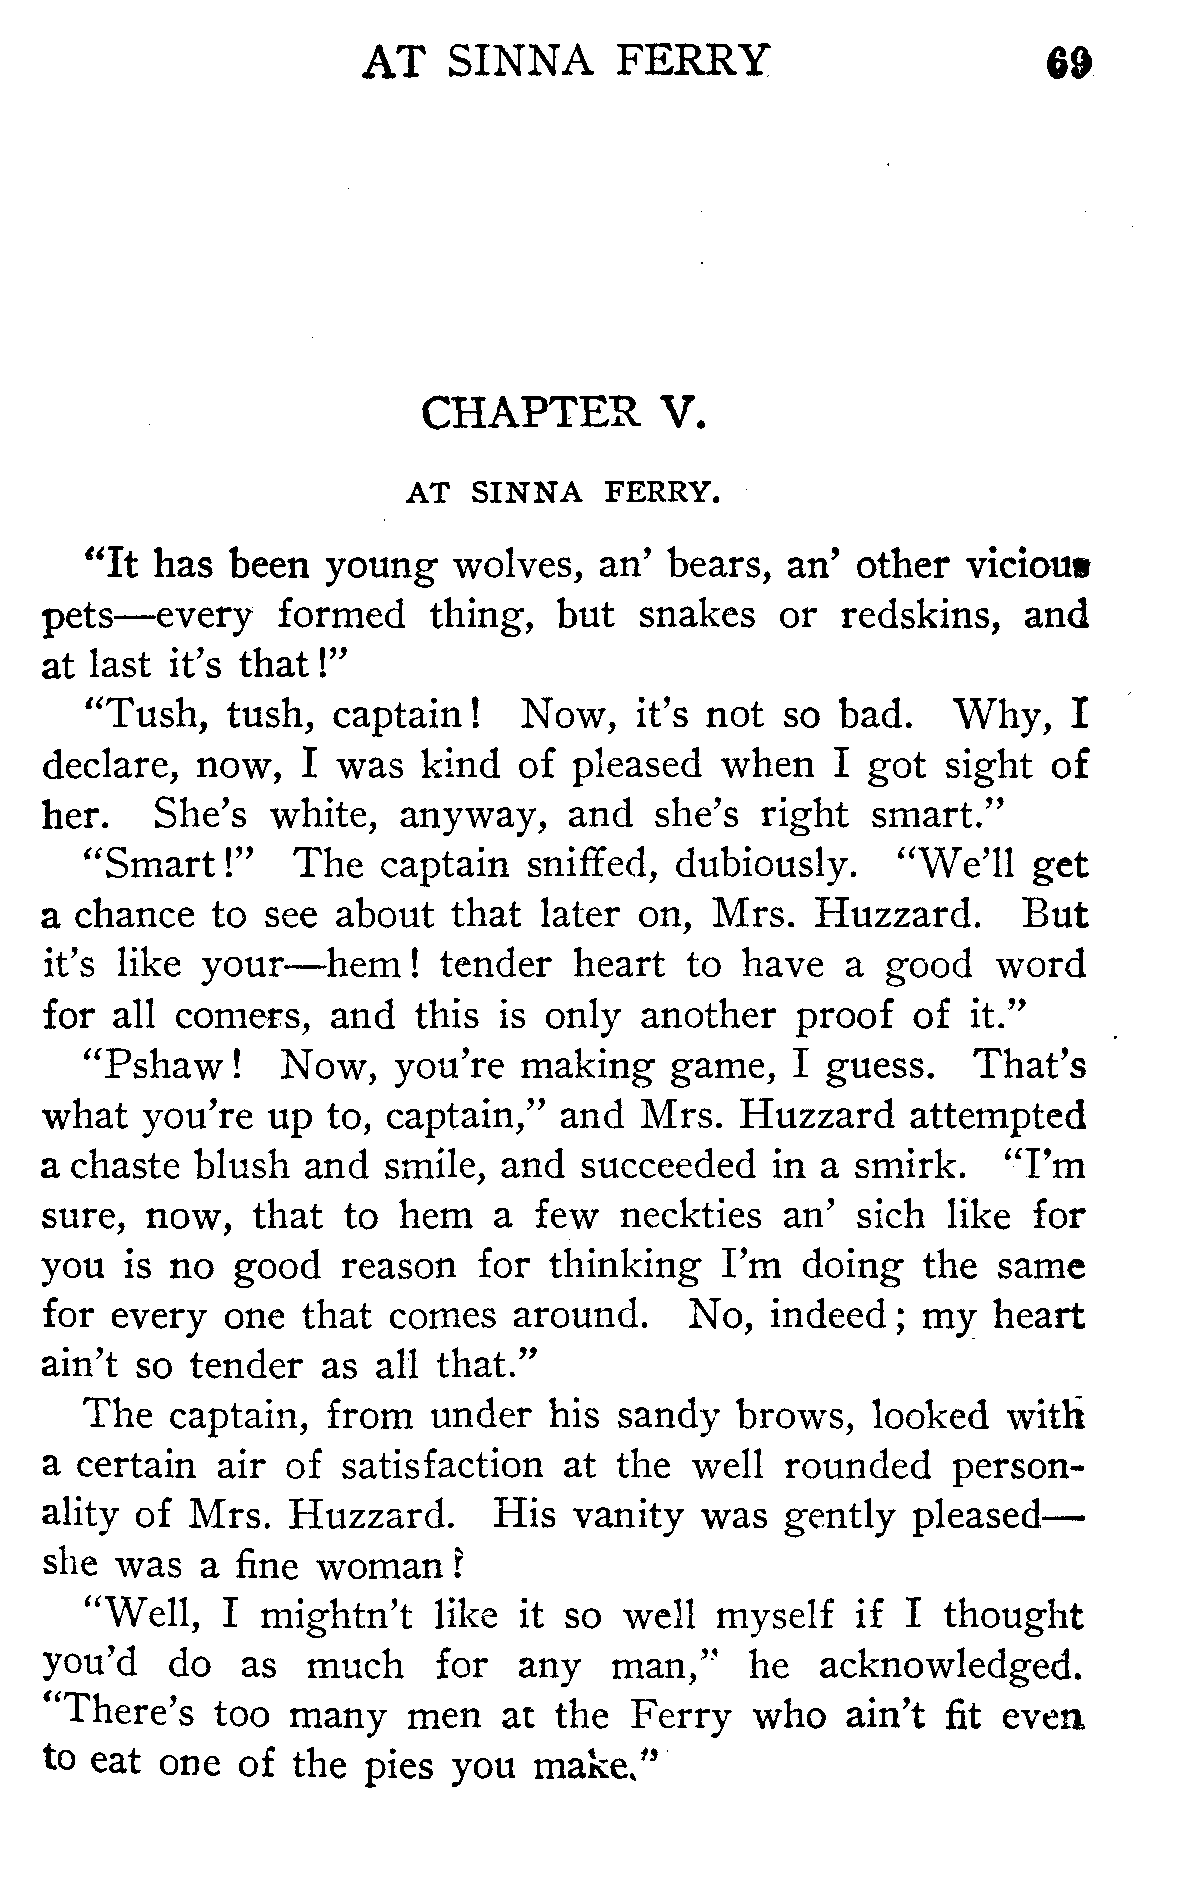 AT SINNA FERRY 69
CHAPTER V.
AT SINNA FERRY.
“It has been young wolves, an’ bears, an’ other vicious
pets—every formed thing, but snakes or redskins, and
at last it’s that!”
“Tush, tush, captain! Now, it’s not so bad. Why, I
declare, now, I was kind of pleased when I got sight of
her. She’s white, anyway, and she’s right smart.”
“Smart!” The captain sniffed, dubiously. “We’ll get
a chance to see about that later on, Mrs. Huzzard. But
it’s like your—hem! tender heart to have a good word
for all comers, and this is only another proof of it.”
“Pshaw! Now, you’re making game, I guess. That’s
what you’re up to, captain,” and Mrs. Huzzard attempted
a chaste blush and smile, and succeeded in a smirk. “I’m
sure, now, that to hem a few neckties an’ sich like for
you is no good reason for thinking I’m doing the same
for every one that comes around. No, indeed; my heart
ain’t so tender as all that.”
The captain, from under his sandy brows, looked with
a certain air of satisfaction at the well rounded person-
ality of Mrs. Huzzard. His vanity was gently pleased—
she was a fine woman!
“Well, I mightn’t like it so well myself if I thought
you’d do as much for any man,” he acknowledged.
“There’s too many men at the Ferry who ain’t fit even
to eat one of the pies you make.”